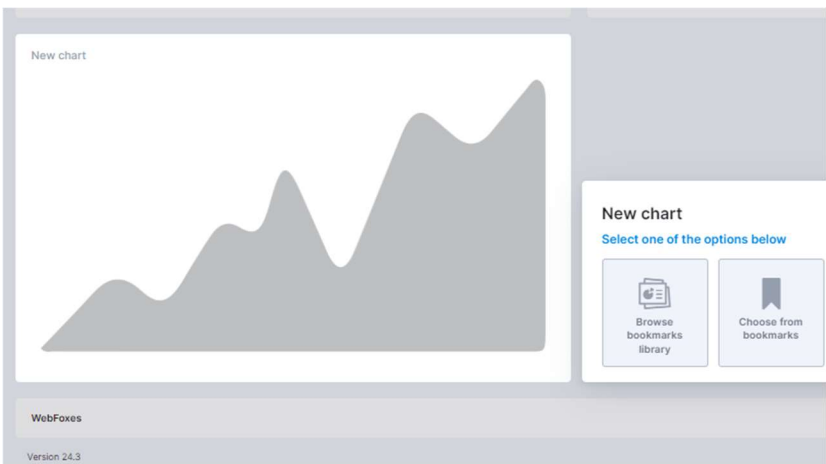 New chart
New chart
Select one of the options below
Browse
bookmarks
library
Choose from
bookmarks
WebFoxes
Version 24.3